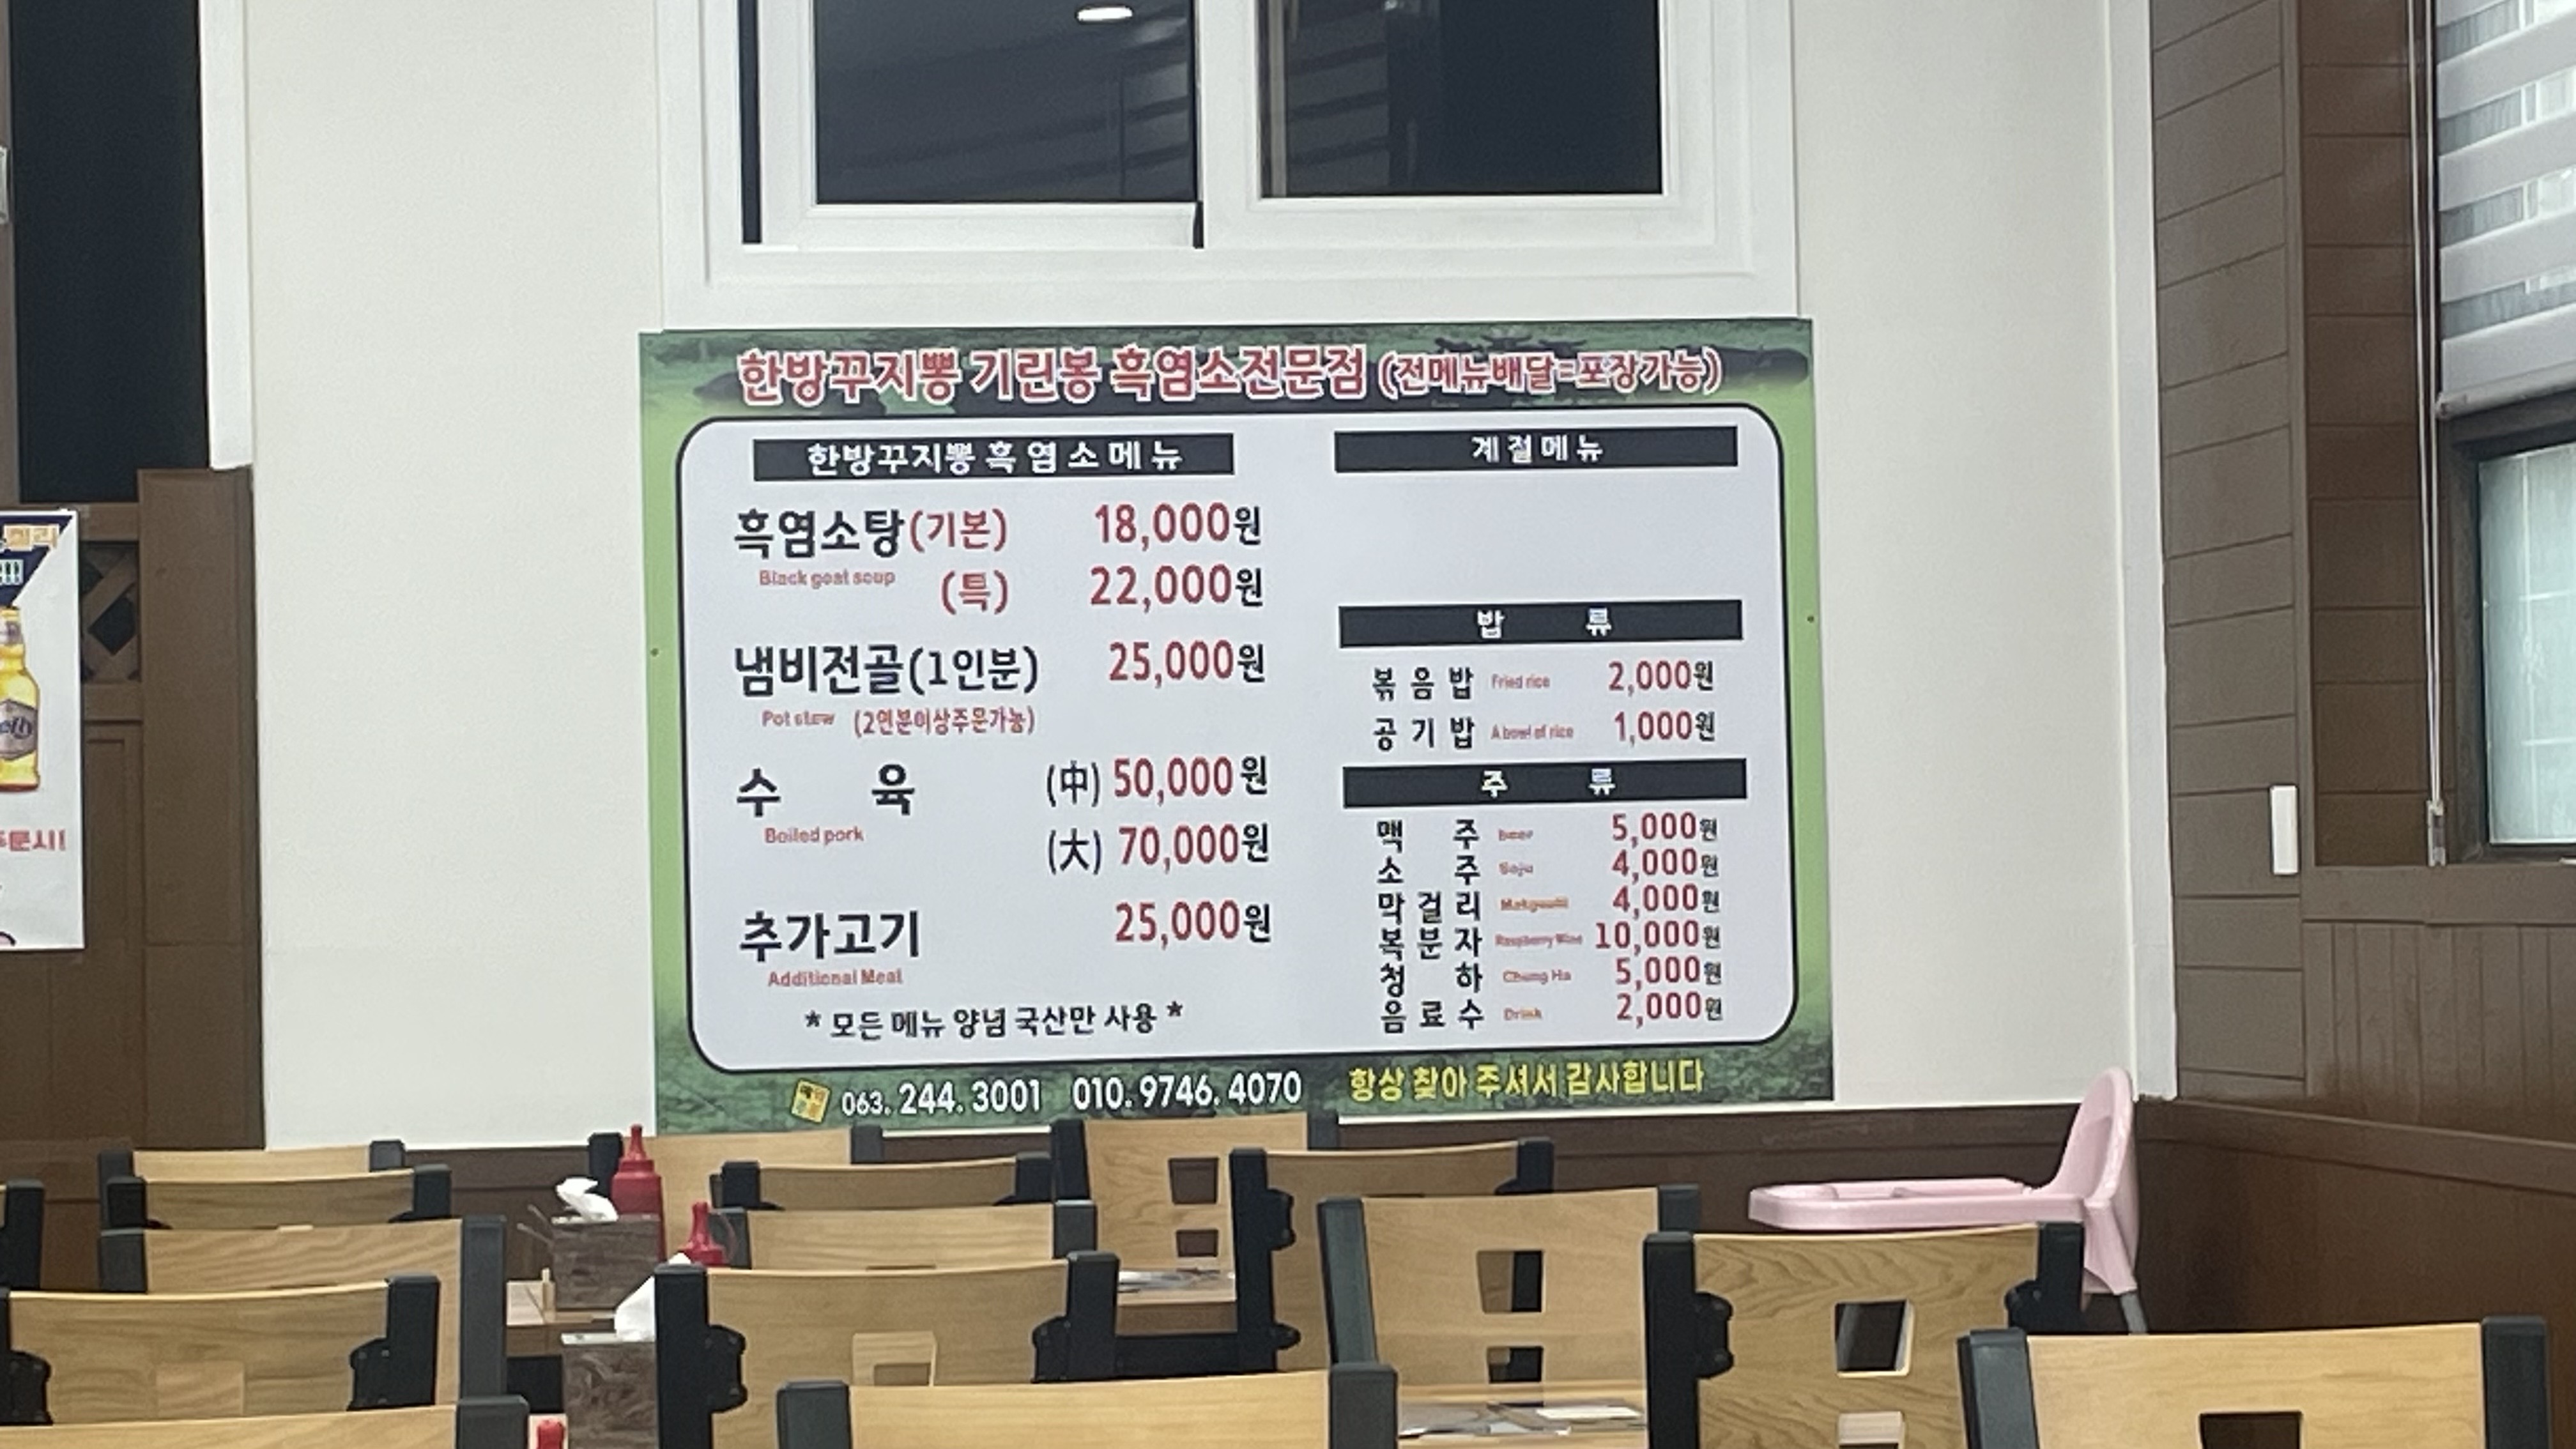 한방꾸지뽕 기린봉 흑염소전문점 (전메뉴배달=포장가능)
한방꾸지뽕 흑염소메뉴
흑염소탕(기본) 18,000원
Black goat soup (특) 22,000원
냄비전골(1인분) 25,000원
Pot stew (2인분이상주문가능)
수 육 (中) 50,000원
Boiled pork
(大) 70,000원
추가고기 25,000원
Additional Meat
* 모든 메뉴 양념 국산만 사용 *
계절메뉴
밥 류
볶음밥 Fried rice 2,000원
공기밥 A bowl of rice 1,000원
주 류
맥 주 Beer 5,000원
소 주 Soju 4,000원
막걸리 4,000원
복분자 Raspberry Wine 10,000원
청 하 Chung Ha 5,000원
음료수 Drink 2,000원
063. 244. 3001 010. 9746. 4070 항상 찾아 주셔서 감사합니다